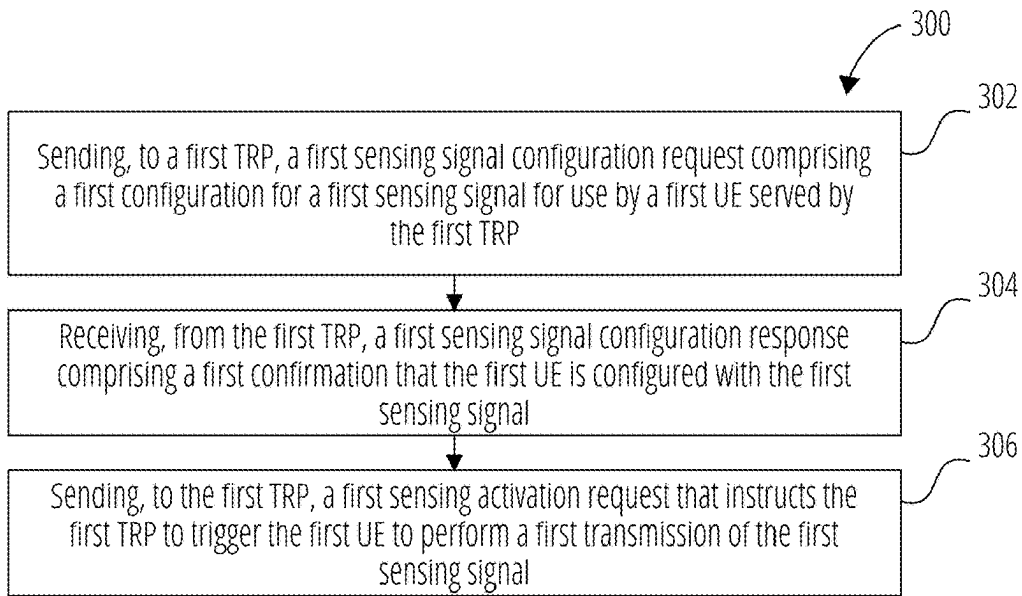 300
302
Sending, to a first TRP, a first sensing signal configuration request comprising
a first configuration for a first sensing signal for use by a first UE served by
the first TRP
304
Receiving, from the first TRP, a first sensing signal configuration response
comprising a first confirmation that the first UE is configured with the first
sensing signal
306
Sending, to the first TRP, a first sensing activation request that instructs the
first TRP to trigger the first UE to perform a first transmission of the first
sensing signal